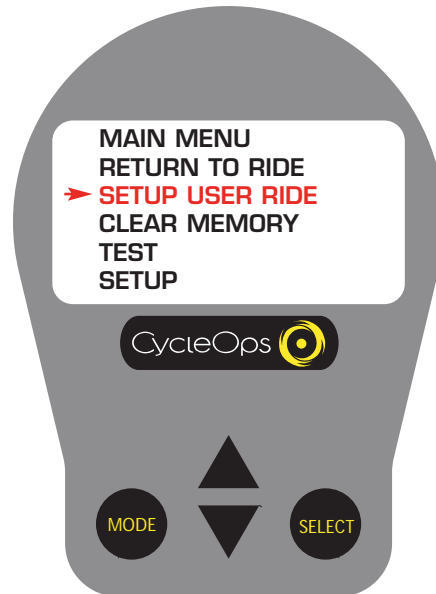 MAIN MENU
RETURN TO RIDE
SETUP USER RIDE
CLEAR MEMORY
TEST
SETUP
CycleOps
MODE
SELECT